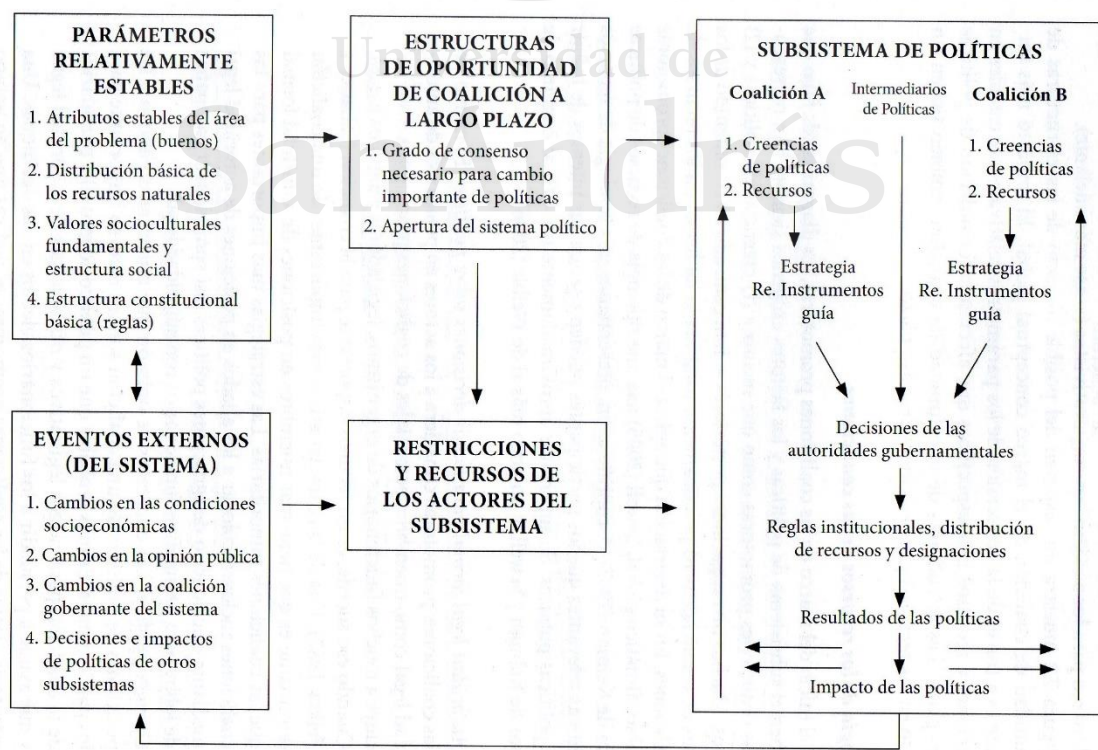 PARÁMETROS
RELATIVAMENTE
ESTABLES
1. Atributos estables del área
del problema (buenos)
2. Distribución básica de
los recursos naturales
3. Valores socioculturales
fundamentales y
estructura social
4. Estructura constitucional
básica (reglas)
EVENTOS EXTERNOS
(DEL SISTEMA)
1. Cambios en las condiciones
socioeconómicas
2. Cambios en la opinión pública
3. Cambios en la coalición
gobernante del sistema
4. Decisiones e impactos
de políticas de otros
subsistemas
ESTRUCTURAS
DE OPORTUNIDAD
DE COALICIÓN A
LARGO PLAZO
1. Grado de consenso
necesario para cambio
importante de políticas
2. Apertura del sistema político
RESTRICCIONES
Y RECURSOS DE
LOS ACTORES DEL
SUBSISTEMA
SUBSISTEMA DE POLÍTICAS
Coalición A
1. Creencias
de políticas
2. Recursos
Estrategia
Re. Instrumentos
guía
Intermediarios
de Políticas
Coalición B
1. Creencias
de políticas
2. Recursos
Estrategia
Re. Instrumentos
guía
Decisiones de las
autoridades gubernamentales
Reglas institucionales, distribución
de recursos y designaciones
Resultados de las políticas
Impacto de las políticas
Universidad de
San Andrés